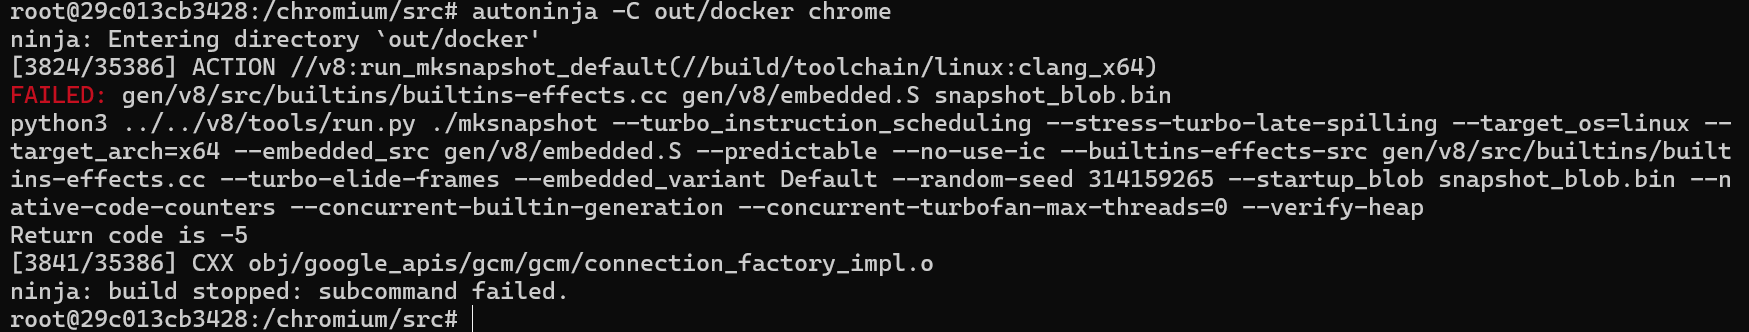 root@29c013cb3428:/chromium/src# autoninja -C out/docker chrome
ninja: Entering directory `out/docker'
[3824/35386] ACTION //v8:run_mksnapshot_default(//build/toolchain/linux:clang_x64)
FAILED: gen/v8/src/builtins/builtins-effects.cc gen/v8/embedded.S snapshot_blob.bin
python3 ../../v8/tools/run.py ./mksnapshot --turbo_instruction_scheduling --stress-turbo-late-spilling --target_os=linux --
target_arch=x64 --embedded_src gen/v8/embedded.S --predictable --no-use-ic --builtins-effects-src gen/v8/src/builtins/built
ins-effects.cc --turbo-elide-frames --embedded_variant Default --random-seed 314159265 --startup_blob snapshot_blob.bin --n
ative-code-counters --concurrent-builtin-generation --concurrent-turbofan-max-threads=0 --verify-heap
Return code is -5
[3841/35386] CXX obj/google_apis/gcm/gcm/connection_factory_impl.o
ninja: build stopped: subcommand failed.
root@29c013cb3428:/chromium/src#